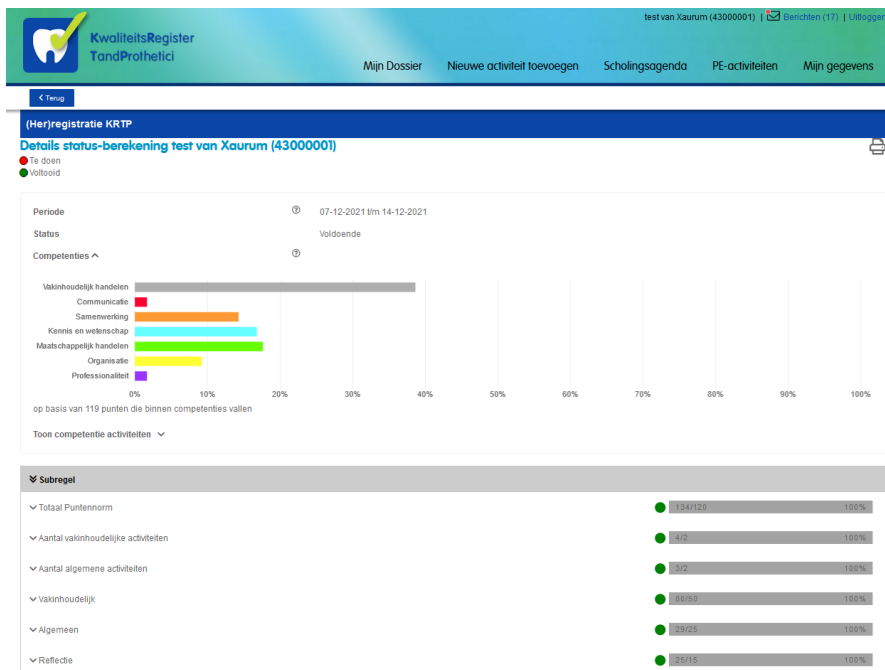 test van Xaurum (43000001) | Berichten (17) | Uitloggen
KwaliteitsRegister
TandProthetici
Mijn Dossier Nieuwe activiteit toevoegen Scholingsagenda PE-activiteiten Mijn gegevens
Terug
(Her)registratie KRTP
Details status-berekening test van Xaurum (43000001)
Te doen
Voltooid
Periode 07-12-2021 t/m 14-12-2021
Status Voldoende
Competenties
Vakinhoudelijk handelen
Communicatie
Samenwerking
Kennis en wetenschap
Maatschappelijk handelen
Organisatie
Professionaliteit
0% 10% 20% 30% 40% 50% 60% 70% 80% 90% 100%
op basis van 119 punten die binnen competenties vallen
Toon competentie activiteiten
Subregel
Totaal Puntennorm 134/120 100%
Aantal vakinhoudelijke activiteiten 4/2 100%
Aantal algemene activiteiten 3/2 100%
Vakinhoudelijk 80/50 100%
Algemeen 29/25 100%
Reflectie 25/15 100%